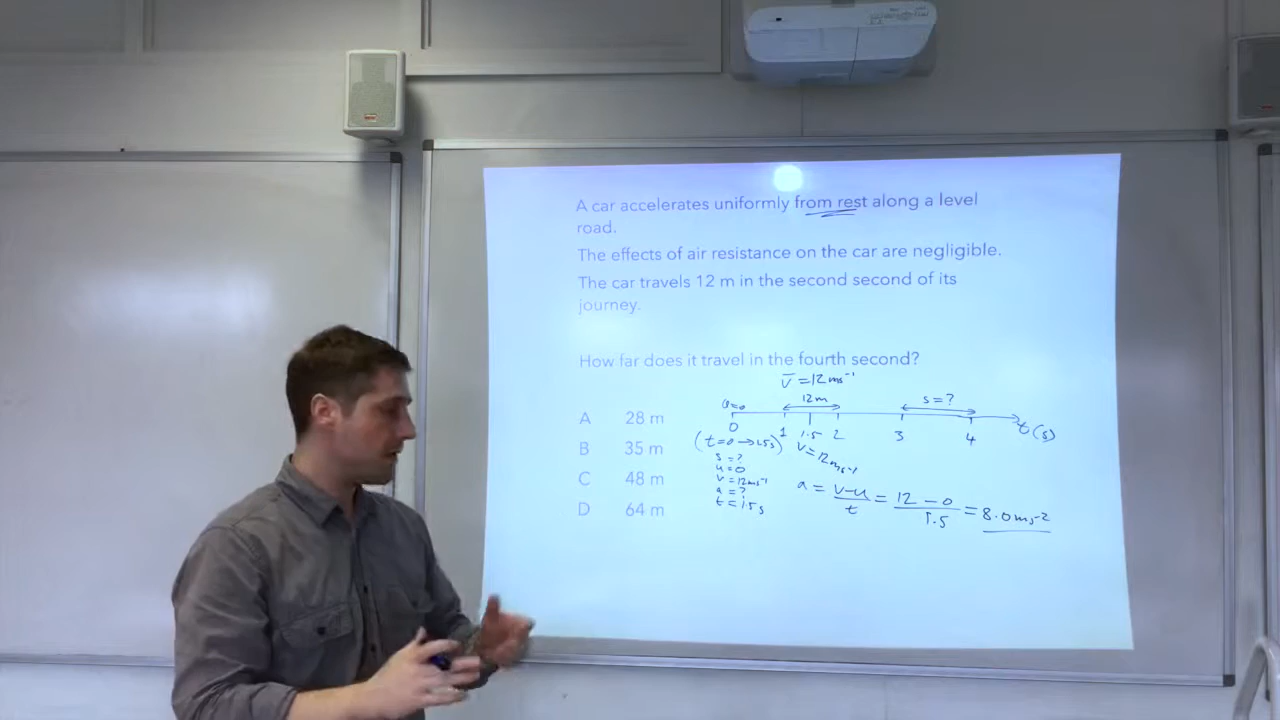 A car accelerates uniformly from rest along a level
road.
The effects of air resistance on the car are negligible.
The car travels 12 m in the second second of its
journey.
How far does it travel in the fourth second?
A 28 m
B 35 m
C 48 m
D 64 m
v̄ = 12ms⁻¹
12m
s = ?
u=0
0 1 1.5 2 3 4 t(s)
(t=0→1.5s)
v=12ms⁻¹
s = ?
u = 0
v = 12ms⁻¹
a = ?
t = 1.5s
a = v-u/t = 12 - 0/1.5 = 8.0ms⁻²